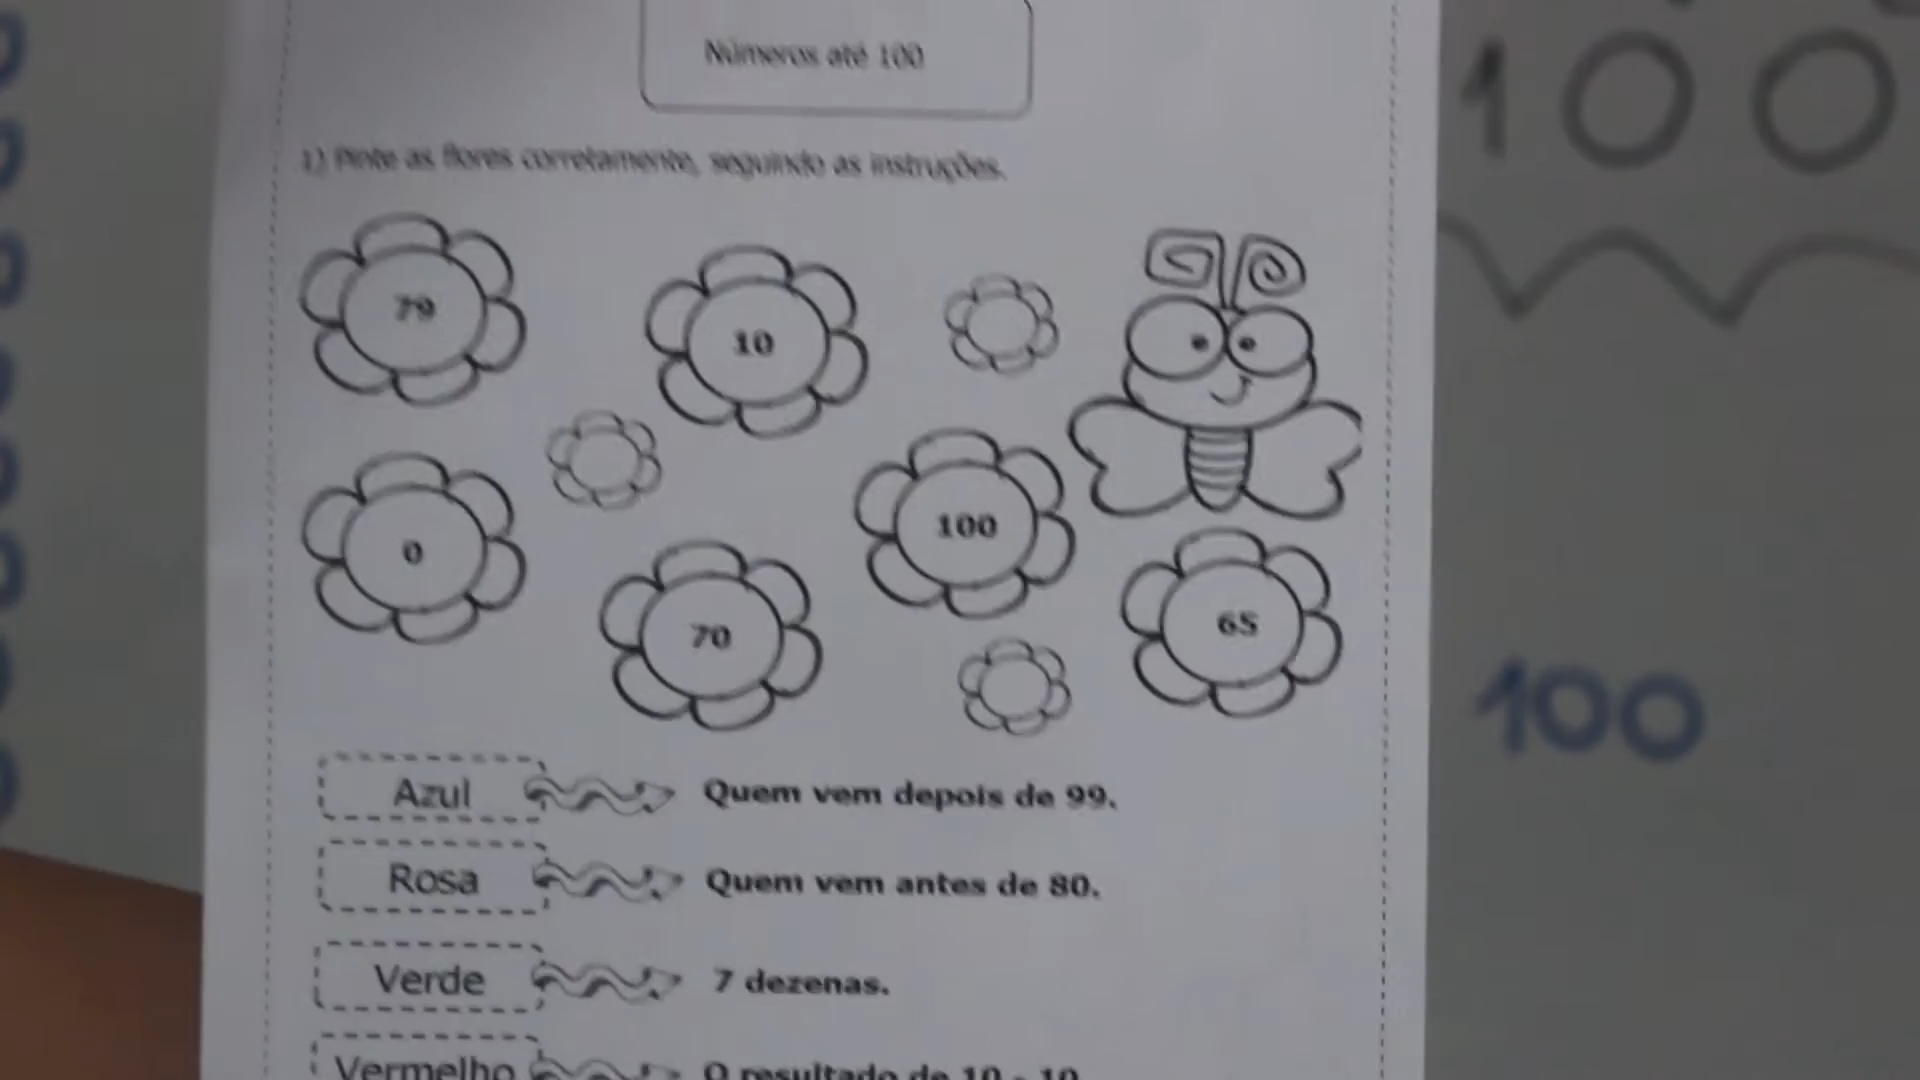 Números até 100
1) Pinte as flores corretamente, seguindo as instruções.
79
10
0
100
70
65
Azul Quem vem depois de 99.
Rosa Quem vem antes de 80.
Verde 7 dezenas.
Vermelho O resultado de 10 - 10
100
100